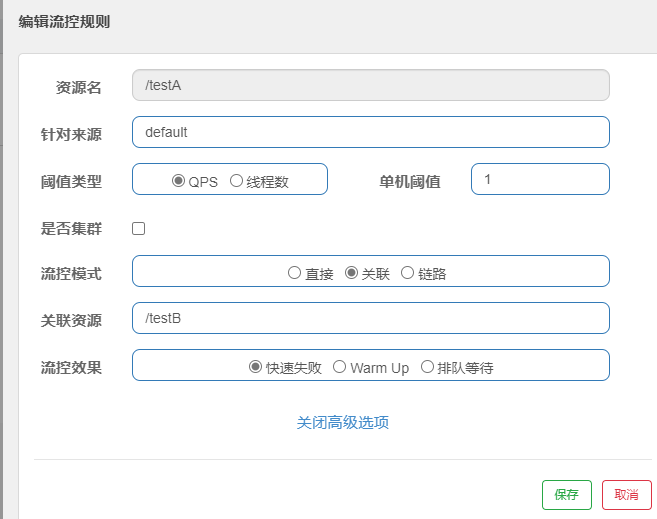 编辑流控规则
资源名 /testA
针对来源 default
阈值类型 QPS 线程数 单机阈值 1
是否集群
流控模式 直接 关联 链路
关联资源 /testB
流控效果 快速失败 Warm Up 排队等待
关闭高级选项
保存 取消